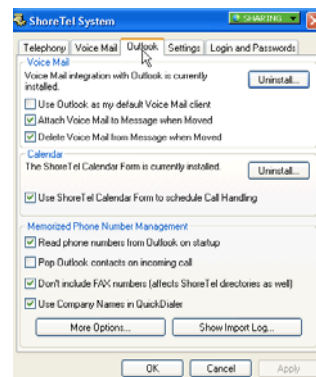 ShoreTel System
SHARING
Telephony Voice Mail Outlook Settings Login and Passwords
Voice Mail
Voice Mail integration with Outlook is currently
installed.
Uninstall...
Use Outlook as my default Voice Mail client
Attach Voice Mail to Message when Moved
Delete Voice Mail from Message when Moved
Calendar
The ShoreTel Calendar Form is currently installed.
Uninstall...
Use ShoreTel Calendar Form to schedule Call Handling
Memorized Phone Number Management
Read phone numbers from Outlook on startup
Pop Outlook contacts on incoming call
Don't include FAX numbers (affects ShoreTel directories as well)
Use Company Names in QuickDialer
More Options... Show Import Log...
OK Cancel Apply